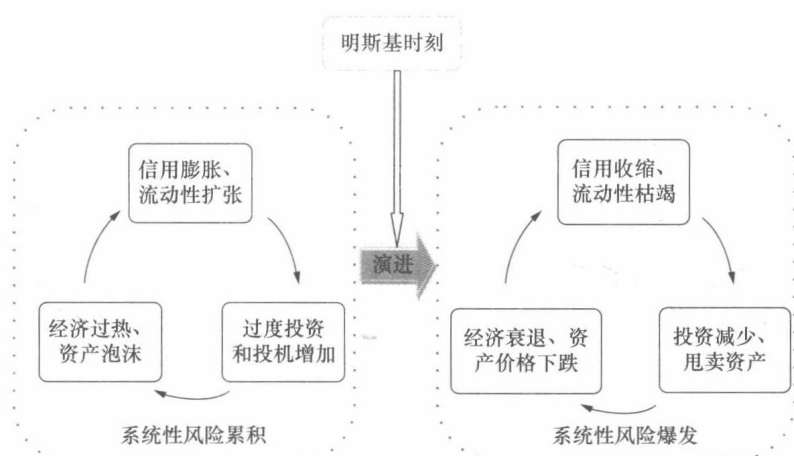 明斯基时刻
信用膨胀、
流动性扩张
经济过热、
资产泡沫
过度投资
和投机增加
系统性风险累积
演进
信用收缩、
流动性枯竭
经济衰退、资
产价格下跌
投资减少、
甩卖资产
系统性风险爆发